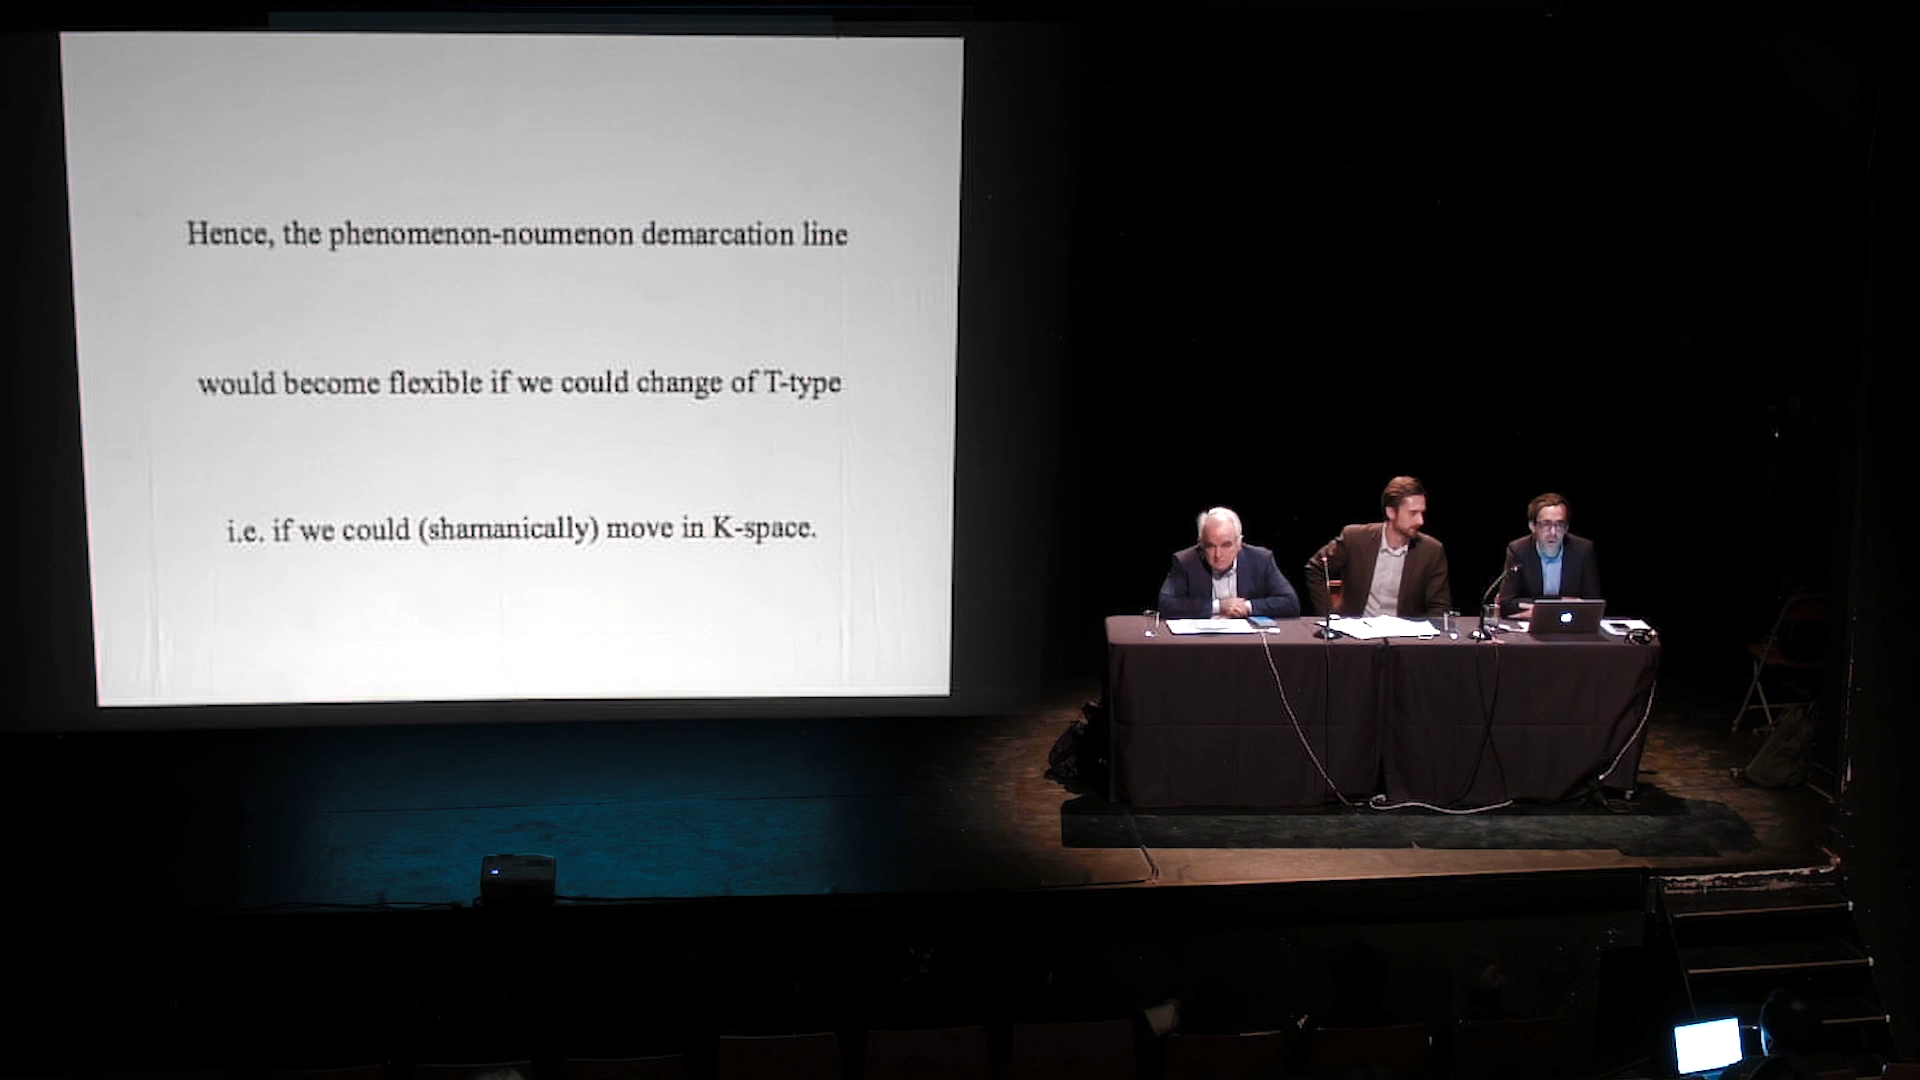 Hence, the phenomenon-noumenon demarcation line
would become flexible if we could change of T-type
i.e. if we could (shamanically) move in K-space.